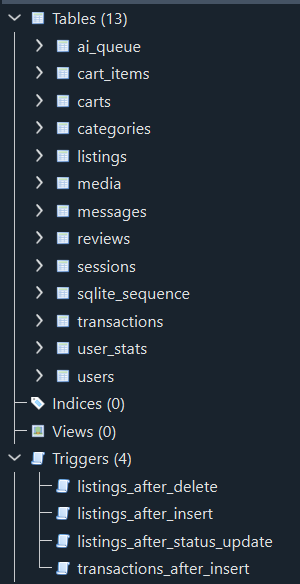 Tables (13)
ai_queue
cart_items
carts
categories
listings
media
messages
reviews
sessions
sqlite_sequence
transactions
user_stats
users
Indices (0)
Views (0)
Triggers (4)
listings_after_delete
listings_after_insert
listings_after_status_update
transactions_after_insert